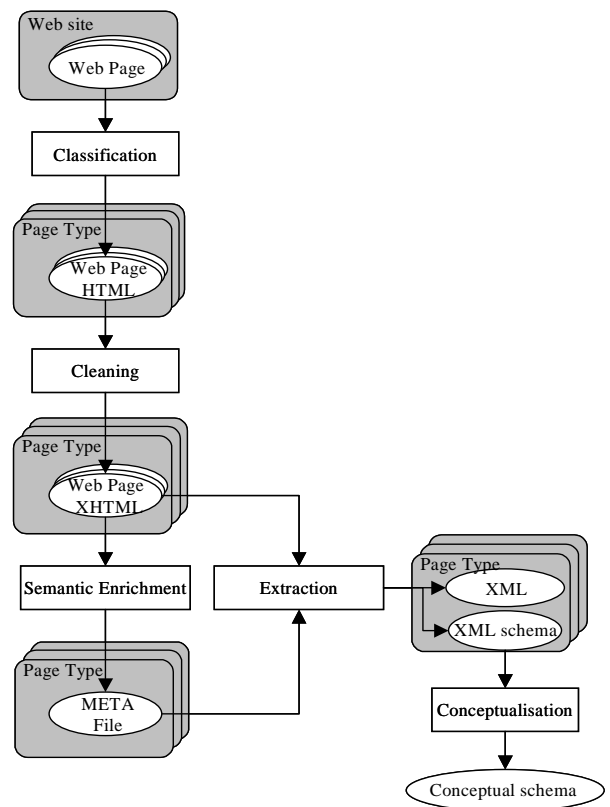 Web site
Web Page
Classification
Page Type
Web Page
HTML
Cleaning
Page Type
Web Page
XHTML
Semantic Enrichment
Extraction
Page Type
XML
XML schema
Page Type
META
File
Conceptualisation
Conceptual schema